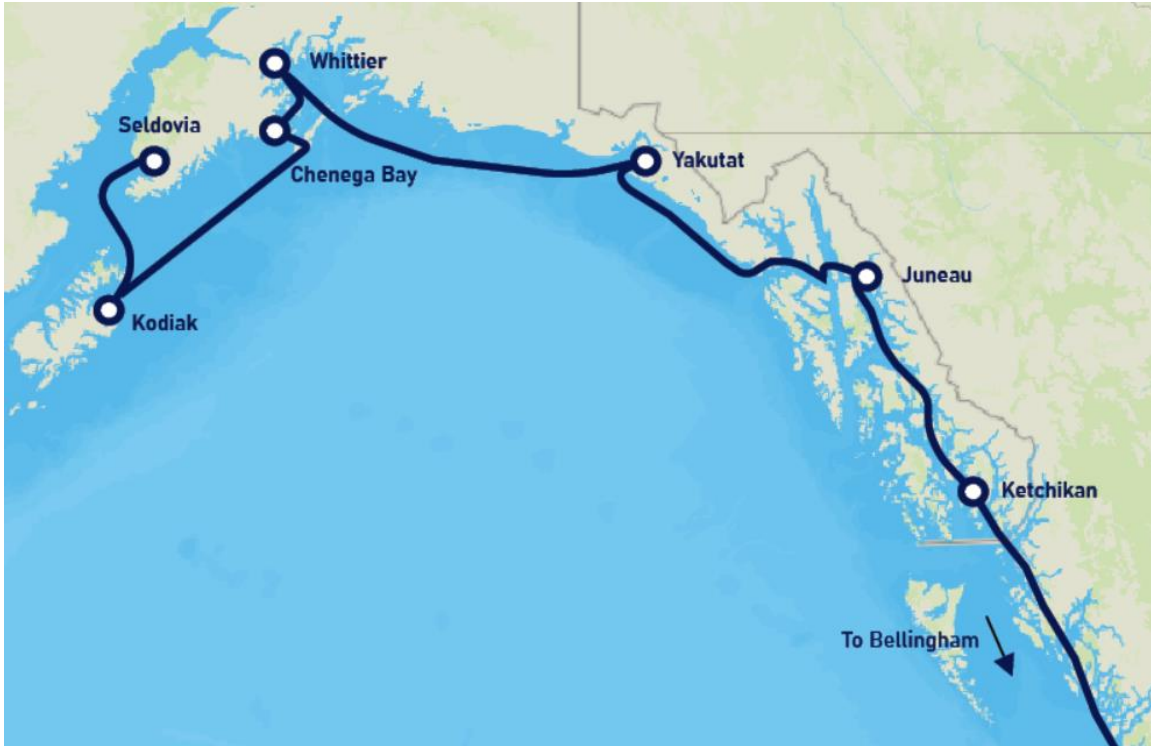 Whittier
Seldovia
Yakutat
Chenega Bay
Juneau
Kodiak
Ketchikan
To Bellingham